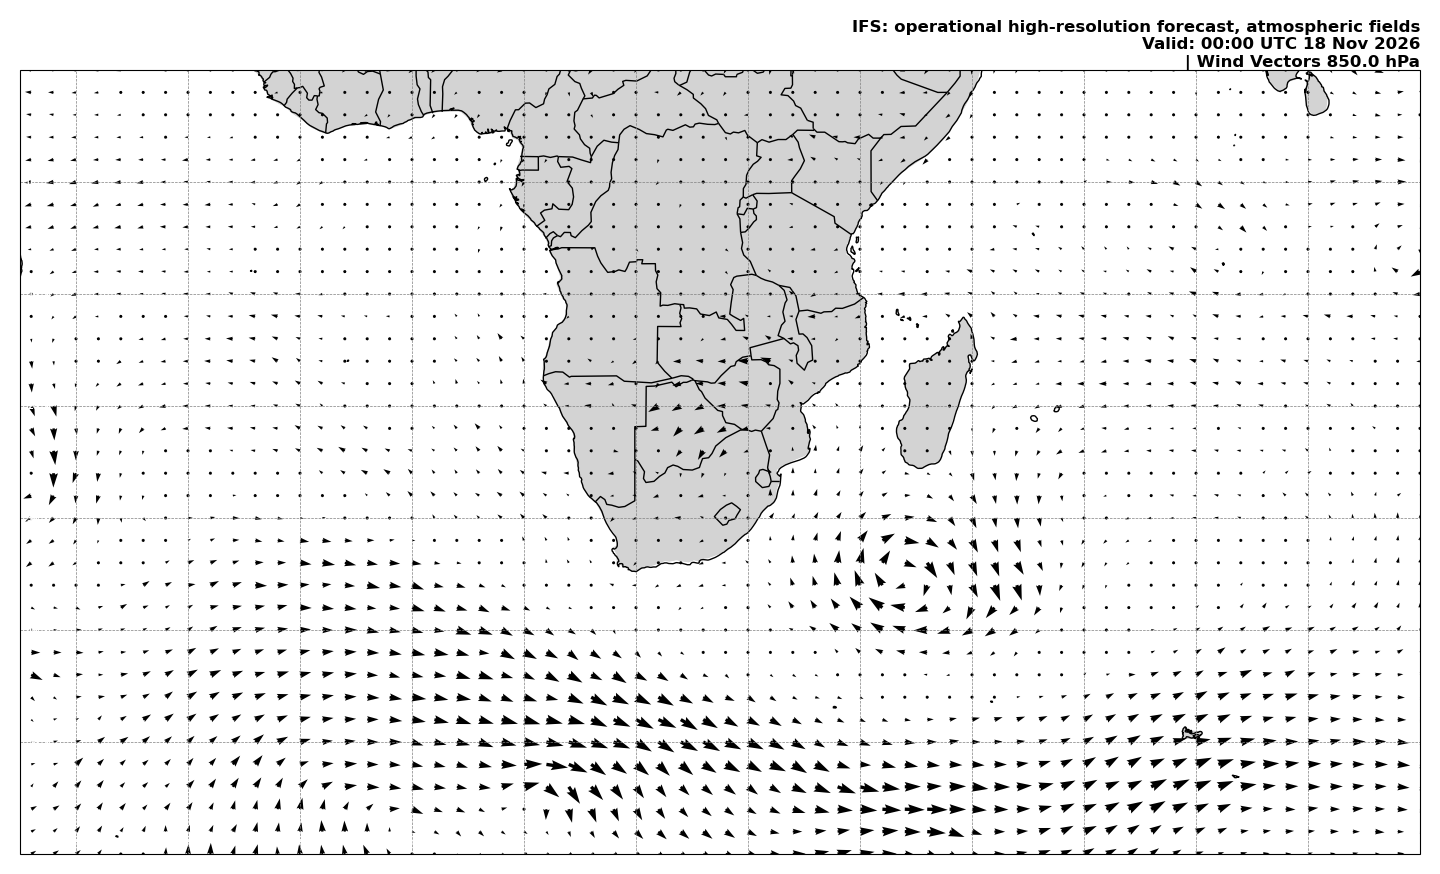 IFS: operational high-resolution forecast, atmospheric fields
Valid: 00:00 UTC 18 Nov 2026
| Wind Vectors 850.0 hPa